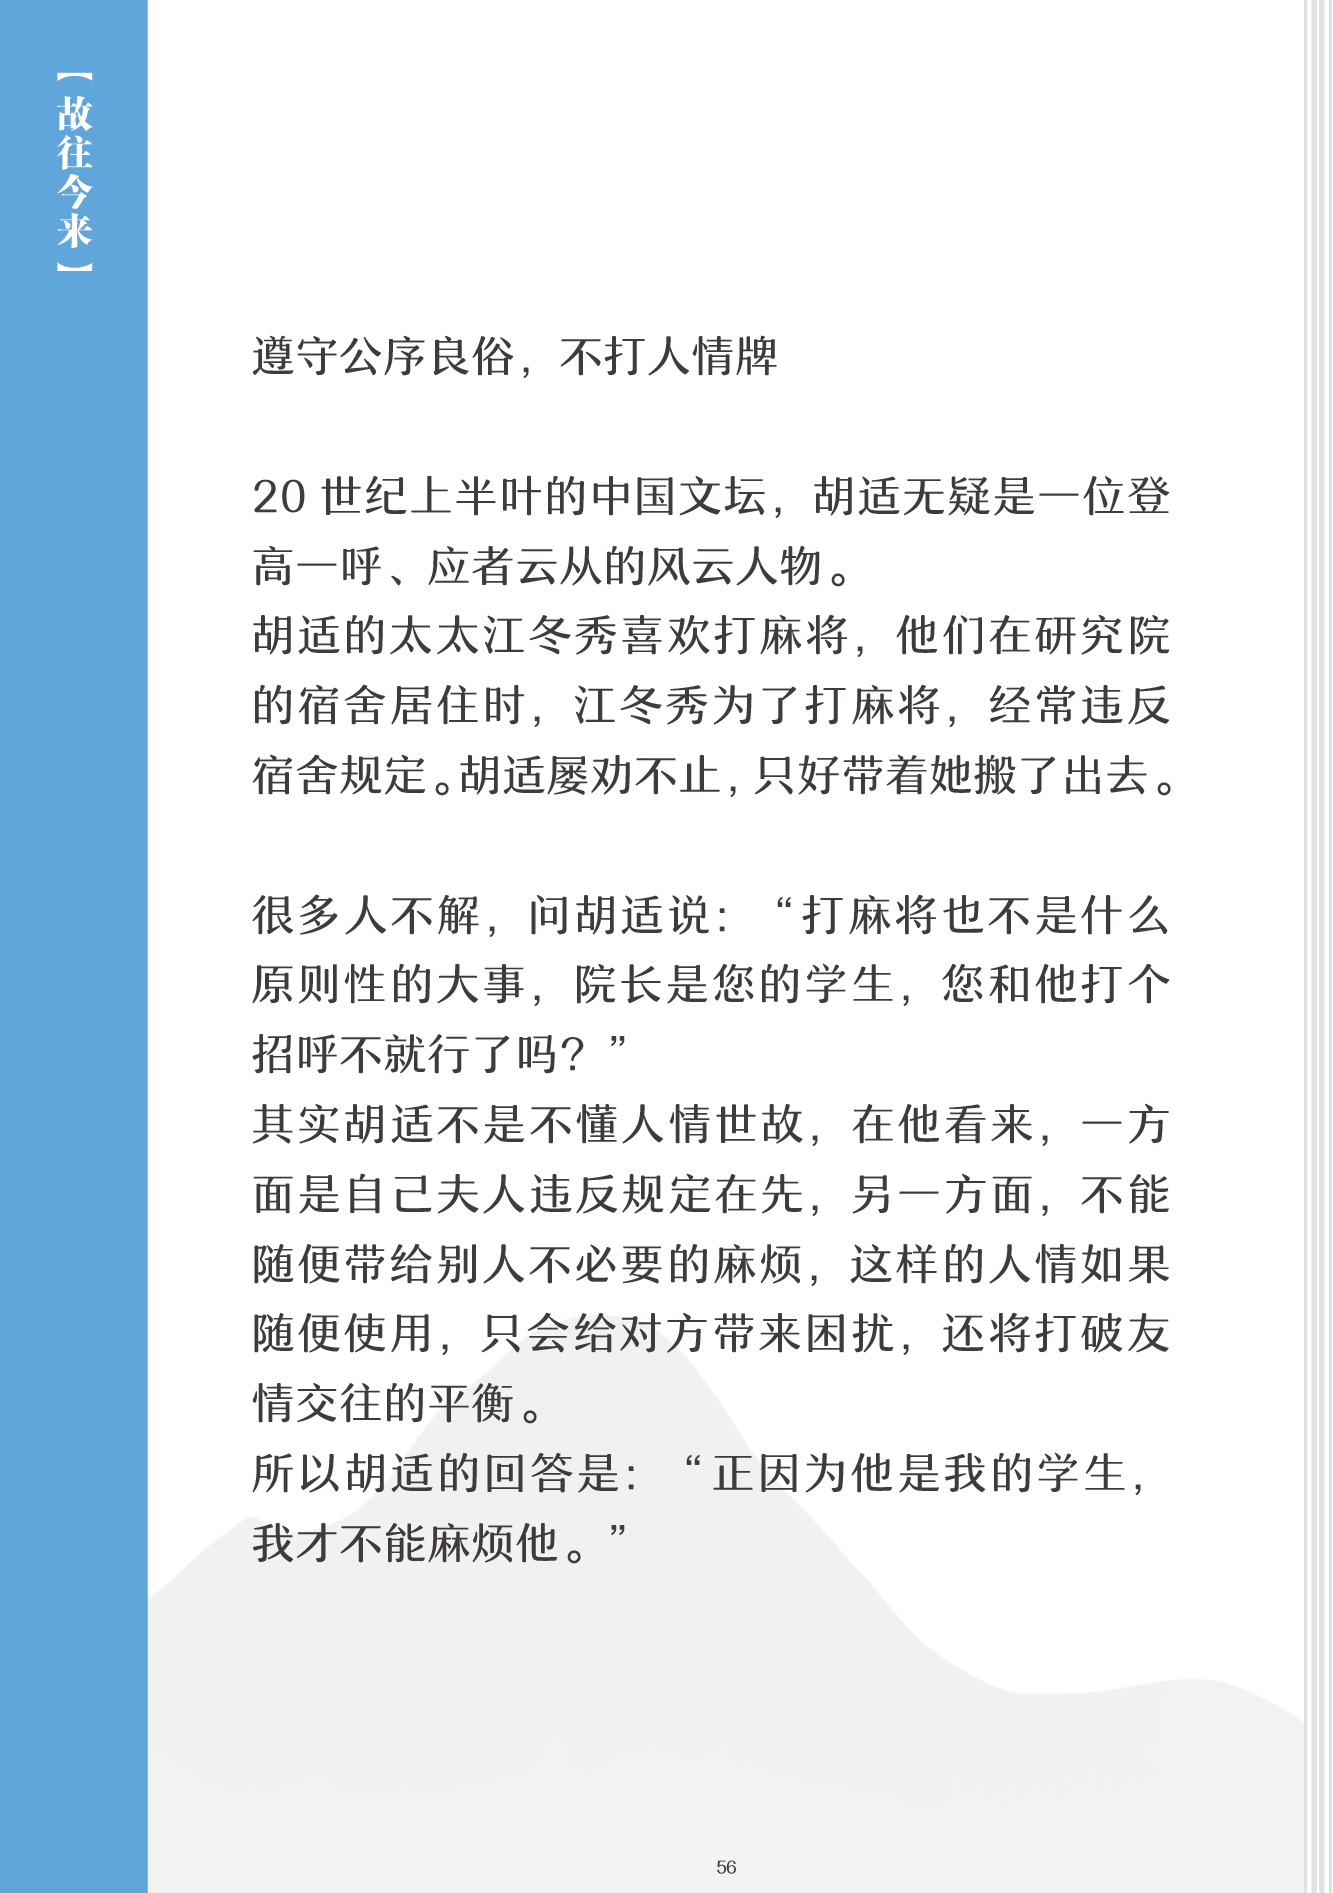 【故往今来】
遵守公序良俗，不打人情牌
20 世纪上半叶的中国文坛，胡适无疑是一位登
高一呼、应者云从的风云人物。
胡适的太太江冬秀喜欢打麻将，他们在研究院
的宿舍居住时，江冬秀为了打麻将，经常违反
宿舍规定。胡适屡劝不止，只好带着她搬了出去。
很多人不解，问胡适说：“打麻将也不是什么
原则性的大事，院长是您的学生，您和他打个
招呼不就行了吗？”
其实胡适不是不懂人情世故，在他看来，一方
面是自己夫人违反规定在先，另一方面，不能
随便带给别人不必要的麻烦，这样的人情如果
随便使用，只会给对方带来困扰，还将打破友
情交往的平衡。
所以胡适的回答是：“正因为他是我的学生，
我才不能麻烦他。”
56